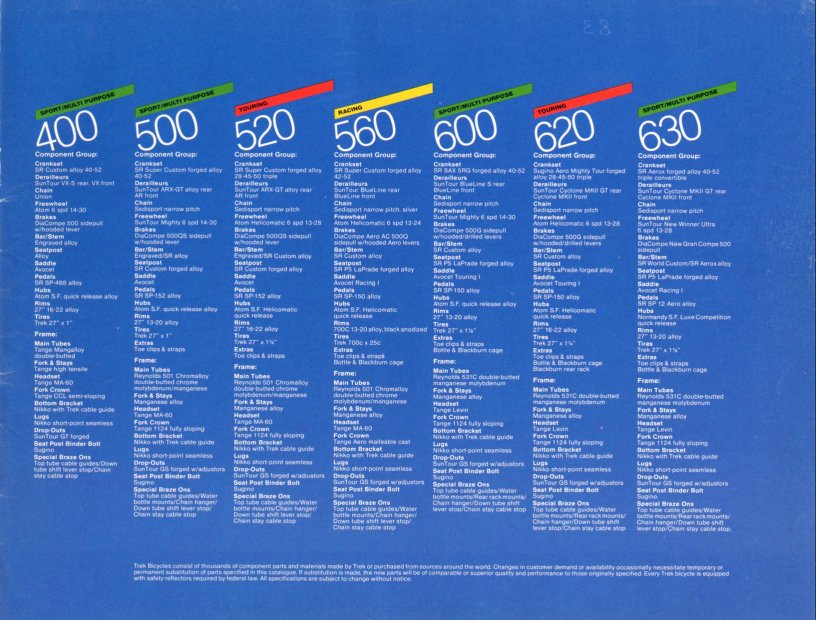 83
SPORT/MULTI PURPOSE
400
Component Group:
Crankset
SR Custom alloy 40-52
Derailleurs
SunTour VX-S rear, VX front
Chain
Union
Freewheel
Atom 6 spd 14-30
Brakes
DiaCompe 500 sidepull
w/hooded lever
Bar/Stem
Engraved alloy
Seatpost
Alloy
Saddle
Avocet
Pedals
SR SP-468 alloy
Hubs
Atom S.F. quick release alloy
Rims
27" 16-22 alloy
Tires
Trek 27" x 1"
Frame:
Main Tubes
Tange Mangalloy
double-butted
Fork & Stays
Tange high tensile
Headset
Tange MA-60
Fork Crown
Tange CCL semi-sloping
Bottom Bracket
Nikko with Trek cable guide
Lugs
Nikko short-point seamless
Drop-Outs
SunTour GT forged
Seat Post Binder Bolt
Sugino
Special Braze Ons
Top tube cable guides/Down
tube shift lever stop/Chain
stay cable stop
SPORT/MULTI PURPOSE
500
Component Group:
Crankset
SR Super Custom forged alloy
40-52
Derailleurs
SunTour ARX-GT alloy rear
AR front
Chain
Sedisport narrow pitch
Freewheel
SunTour Mighty 6 spd 14-30
Brakes
DiaCompe 500GS sidepull
w/hooded lever
Bar/Stem
Engraved/SR alloy
Seatpost
SR Custom forged alloy
Saddle
Avocet
Pedals
SR SP-152 alloy
Hubs
Atom S.F. quick release alloy
Rims
27" 13-20 alloy
Tires
Trek 27" x 1"
Extras
Toe clips & straps
Frame:
Main Tubes
Reynolds 501 Chromalloy
double-butted chrome
molybdenum/manganese
Fork & Stays
Manganese alloy
Headset
Tange MA-60
Fork Crown
Tange 1124 fully sloping
Bottom Bracket
Nikko with Trek cable guide
Lugs
Nikko short-point seamless
Drop-Outs
SunTour GS forged w/adjustors
Seat Post Binder Bolt
Sugino
Special Braze Ons
Top tube cable guides/Water
bottle mounts/Chain hanger/
Down tube shift lever stop/
Chain stay cable stop
TOURING
520
Component Group:
Crankset
SR Super Custom forged alloy
28-45-50 triple
Derailleurs
SunTour ARX GT alloy rear
AR front
Chain
Sedisport narrow pitch
Freewheel
Atom Helicomatic 6 spd 13-28
Brakes
DiaCompe 500DS sidepull
w/hooded lever
Bar/Stem
Engraved/SR Custom alloy
Seatpost
SR Custom forged alloy
Saddle
Avocet
Pedals
SR SP-152 alloy
Hubs
Atom S.F. Helicomatic
quick release
Rims
27" 16-22 alloy
Tires
Trek 27" x 1⅛"
Extras
Toe clips & straps
Frame:
Main Tubes
Reynolds 501 Chromalloy
double-butted chrome
molybdenum/manganese
Fork & Stays
Manganese alloy
Headset
Tange MA-60
Fork Crown
Tange 1124 fully sloping
Bottom Bracket
Nikko with Trek cable guide
Lugs
Nikko short-point seamless
Drop-Outs
SunTour GS forged w/adjustors
Seat Post Binder Bolt
Sugino
Special Braze Ons
Top tube cable guides/Water
bottle mounts/Chain hanger/
Down tube shift lever stop/
Chain stay cable stop
RACING
560
Component Group:
Crankset
SR Super Custom forged alloy
42-52
Derailleurs
SunTour BlueLine rear
BlueLine front
Chain
Sedisport narrow pitch, silver
Freewheel
Atom Helicomatic 6 spd 13-24
Brakes
DiaCompe Aero AC 500Q
sidepull w/hooded Aero levers
Bar/Stem
SR Custom alloy
Seatpost
SR P5 LaPrade forged alloy
Saddle
Avocet Racing I
Pedals
SR SP-150 alloy
Hubs
Atom S.F. Helicomatic
quick release
Rims
700C 13-20 alloy, black anodized
Tires
Trek 700c x 25c
Extras
Toe clips & straps
Bottle & Blackburn cage
Frame:
Main Tubes
Reynolds 501 Chromalloy
double-butted chrome
molybdenum/manganese
Fork & Stays
Manganese alloy
Headset
Tange MA-60
Fork Crown
Tange Aero malleable cast
Bottom Bracket
Nikko with Trek cable guide
Lugs
Nikko short-point seamless
Drop-Outs
SunTour GS forged w/adjustors
Seat Post Binder Bolt
Sugino
Special Braze Ons
Top tube cable guides/Water
bottle mounts/Chain hanger/
Down tube shift lever stop/
Chain stay cable stop
SPORT/MULTI PURPOSE
600
Component Group:
Crankset
SR SAX 5RG forged alloy 40-52
Derailleurs
SunTour BlueLine S rear
BlueLine front
Chain
Sedisport narrow pitch
Freewheel
SunTour Mighty 6 spd 14-30
Brakes
DiaCompe 500G sidepull
w/hooded/drilled levers
Bar/Stem
SR Custom alloy
Seatpost
SR P5 LaPrade forged alloy
Saddle
Avocet Touring I
Pedals
SR SP-150 alloy
Hubs
Atom S.F. quick release alloy
Rims
27" 13-20 alloy
Tires
Trek 27" x 1⅛"
Extras
Toe clips & straps
Bottle & Blackburn cage
Frame:
Main Tubes
Reynolds 531C double-butted
manganese molybdenum
Fork & Stays
Manganese alloy
Headset
Tange Levin
Fork Crown
Tange 1124 fully sloping
Bottom Bracket
Nikko with Trek cable guide
Lugs
Nikko short-point seamless
Drop-Outs
SunTour GS forged w/adjustors
Seat Post Binder Bolt
Sugino
Special Braze Ons
Top tube cable guides/Water
bottle mounts/Rear rack mounts/
Chain hanger/Down tube shift
lever stop/Chain stay cable stop
TOURING
620
Component Group:
Crankset
Sugino Aero Mighty Tour forged
alloy 28-45-50 triple
Derailleurs
SunTour Cyclone MKII GT rear
Cyclone MKII front
Chain
Sedisport narrow pitch
Freewheel
Atom Helicomatic 6 spd 13-28
Brakes
DiaCompe 500G sidepull
w/hooded/drilled levers
Bar/Stem
SR Custom alloy
Seatpost
SR P5 LaPrade forged alloy
Saddle
Avocet Touring I
Pedals
SR SP-150 alloy
Hubs
Atom S.F. Helicomatic
quick release
Rims
27" 16-22 alloy
Tires
Trek 27" x 1¼"
Extras
Toe clips & straps
Bottle & Blackburn cage
Blackburn rear rack
Frame:
Main Tubes
Reynolds 531C double-butted
manganese molybdenum
Fork & Stays
Manganese alloy
Headset
Tange Levin
Fork Crown
Tange 1124 fully sloping
Bottom Bracket
Nikko with Trek cable guide
Lugs
Nikko short-point seamless
Drop-Outs
SunTour GS forged w/adjustors
Seat Post Binder Bolt
Sugino
Special Braze Ons
Top tube cable guides/Water
bottle mounts/Rear rack mounts/
Chain hanger/Down tube shift
lever stop/Chain stay cable stop
SPORT/MULTI PURPOSE
630
Component Group:
Crankset
SR Aerox forged alloy 40-52
triple convertible
Derailleurs
SunTour Cyclone MKII GT rear
Cyclone MKII front
Chain
Sedisport narrow pitch
Freewheel
SunTour New Winner Ultra
6 spd 13-28
Brakes
DiaCompe New Gran Compe 500
sidepull
Bar/Stem
SR World Custom/SR Aerox alloy
Seatpost
SR P5 LaPrade forged alloy
Saddle
Avocet Racing I
Pedals
SR SP 12 Aero alloy
Hubs
Normandy S.F. Luxe Competition
quick release
Rims
27" 13-20 alloy
Tires
Trek 27" x 1⅛"
Extras
Toe clips & straps
Bottle & Blackburn cage
Frame:
Main Tubes
Reynolds 531C double-butted
manganese molybdenum
Fork & Stays
Manganese alloy
Headset
Tange Levin
Fork Crown
Tange 1124 fully sloping
Bottom Bracket
Nikko with Trek cable guide
Lugs
Nikko short-point seamless
Drop-Outs
SunTour GS forged w/adjustors
Seat Post Binder Bolt
Sugino
Special Braze Ons
Top tube cable guides/Water
bottle mounts/Rear rack mounts/
Chain hanger/Down tube shift lever
stop/Chain stay cable stop
Trek Bicycles consist of thousands of component parts and materials made by Trek or purchased from sources around the world. Changes in customer demand or availability occasionally necessitate temporary or
permanent substitution of parts specified in this catalogue. If substitution is made, the new parts will be of comparable or superior quality and performance to those originally specified. Every Trek bicycle is equipped
with safety reflectors required by federal law. All specifications are subject to change without notice.